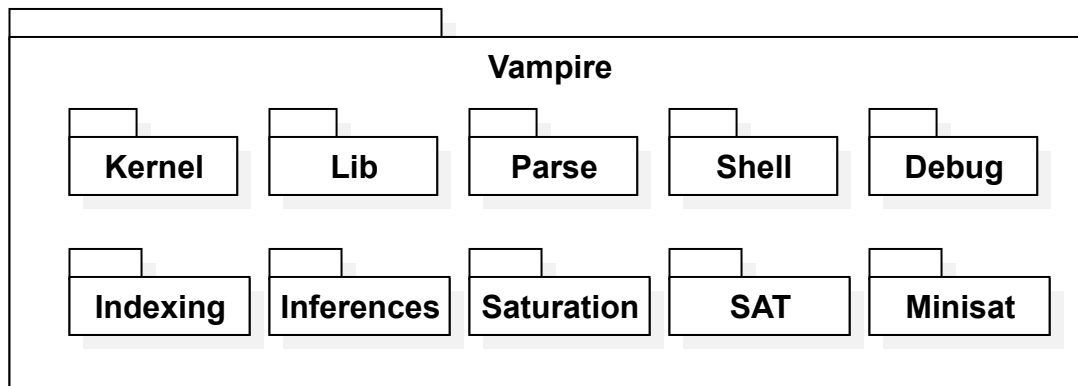 Vampire
Kernel Lib Parse Shell Debug
Indexing Inferences Saturation SAT Minisat